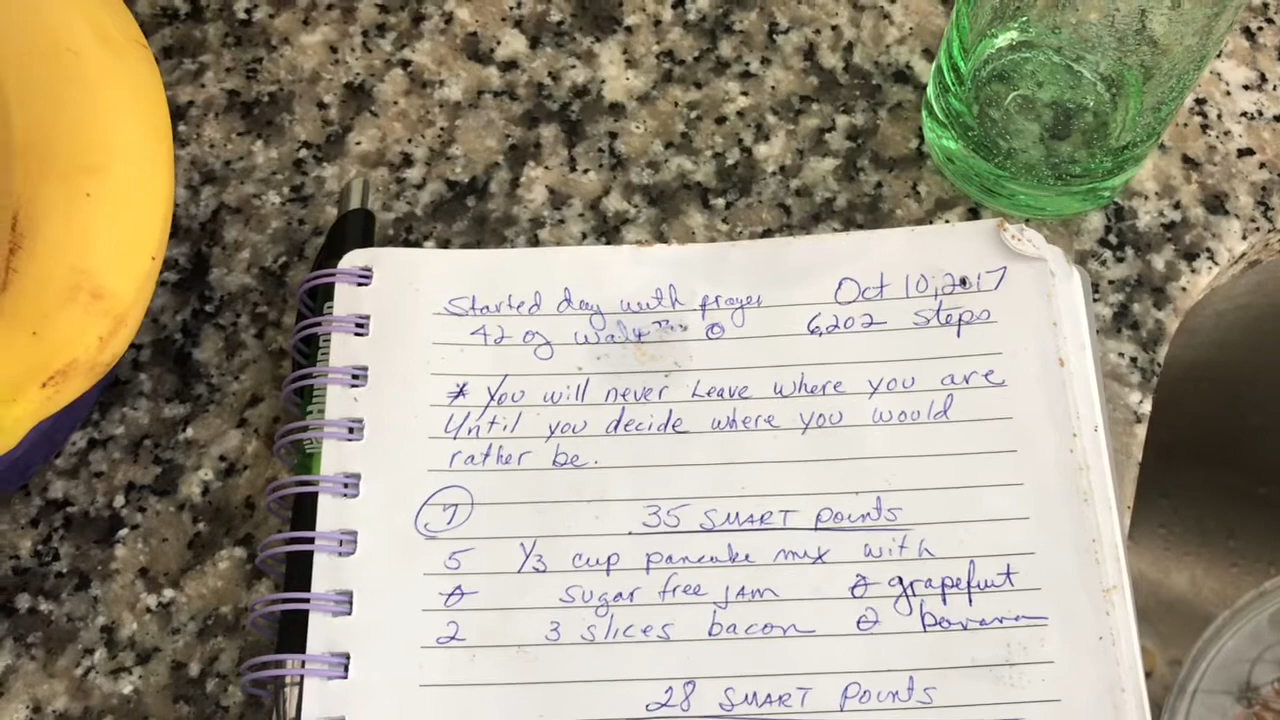 Started day with prayer Oct 10, 2017
42 oz 6,202 steps
* You will never Leave where you are
Until you decide where you would
rather be.
7 35 SMART points
5 1/3 cup pancake mix with
0 sugar free JAM 0 grapefruit
2 3 slices bacon 0 banana
28 SMART Points